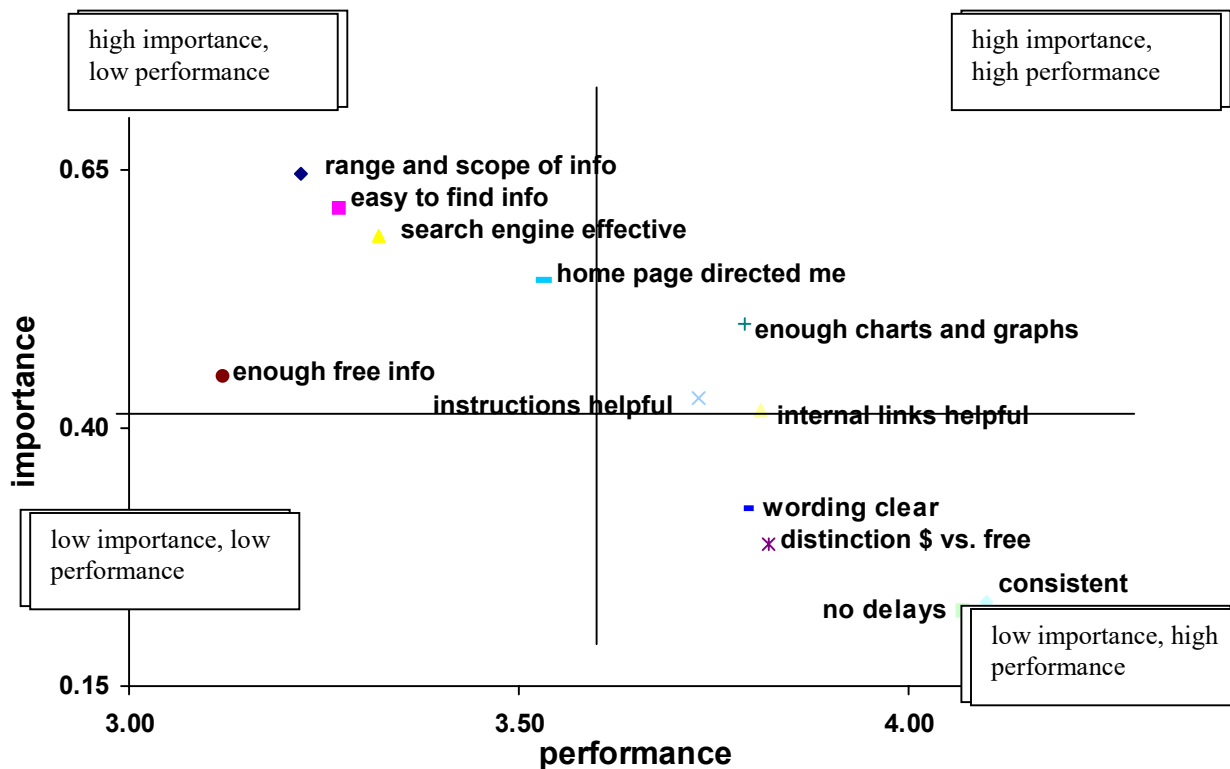 high importance,
low performance
high importance,
high performance
0.65
range and scope of info
easy to find info
search engine effective
home page directed me
enough charts and graphs
enough free info
instructions helpful
internal links helpful
0.40
importance
wording clear
low importance, low
performance
distinction $ vs. free
consistent
no delays
low importance, high
performance
0.15
3.00
3.50
4.00
performance